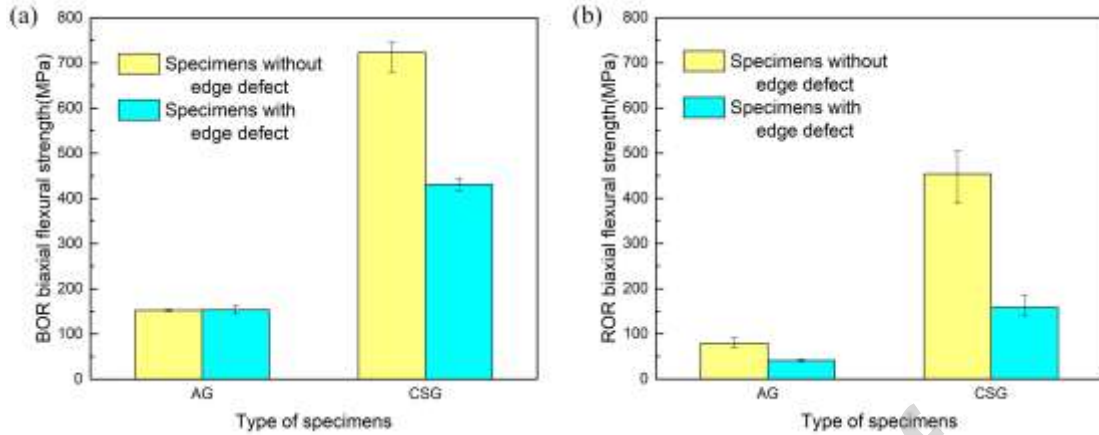 (a)
800
700
600
500
400
300
200
100
0
BOR biaxial flexural strength(MPa)
Specimens without
edge defect
Specimens with
edge defect
AG
CSG
Type of specimens
(b)
800
700
600
500
400
300
200
100
0
ROR biaxial flexural strength(MPa)
Specimens without
edge defect
Specimens with
edge defect
AG
CSG
Type of specimens